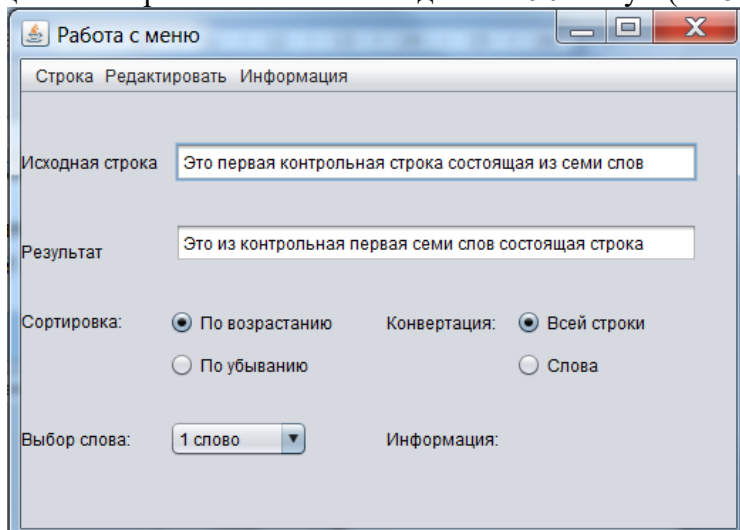 Работа с меню
Строка Редактировать Информация
Исходная строка Это первая контрольная строка состоящая из семи слов
Результат Это из контрольная первая семи слов состоящая строка
Сортировка: По возрастанию Конвертация: Всей строки
По убыванию Слова
Выбор слова: 1 слово Информация: